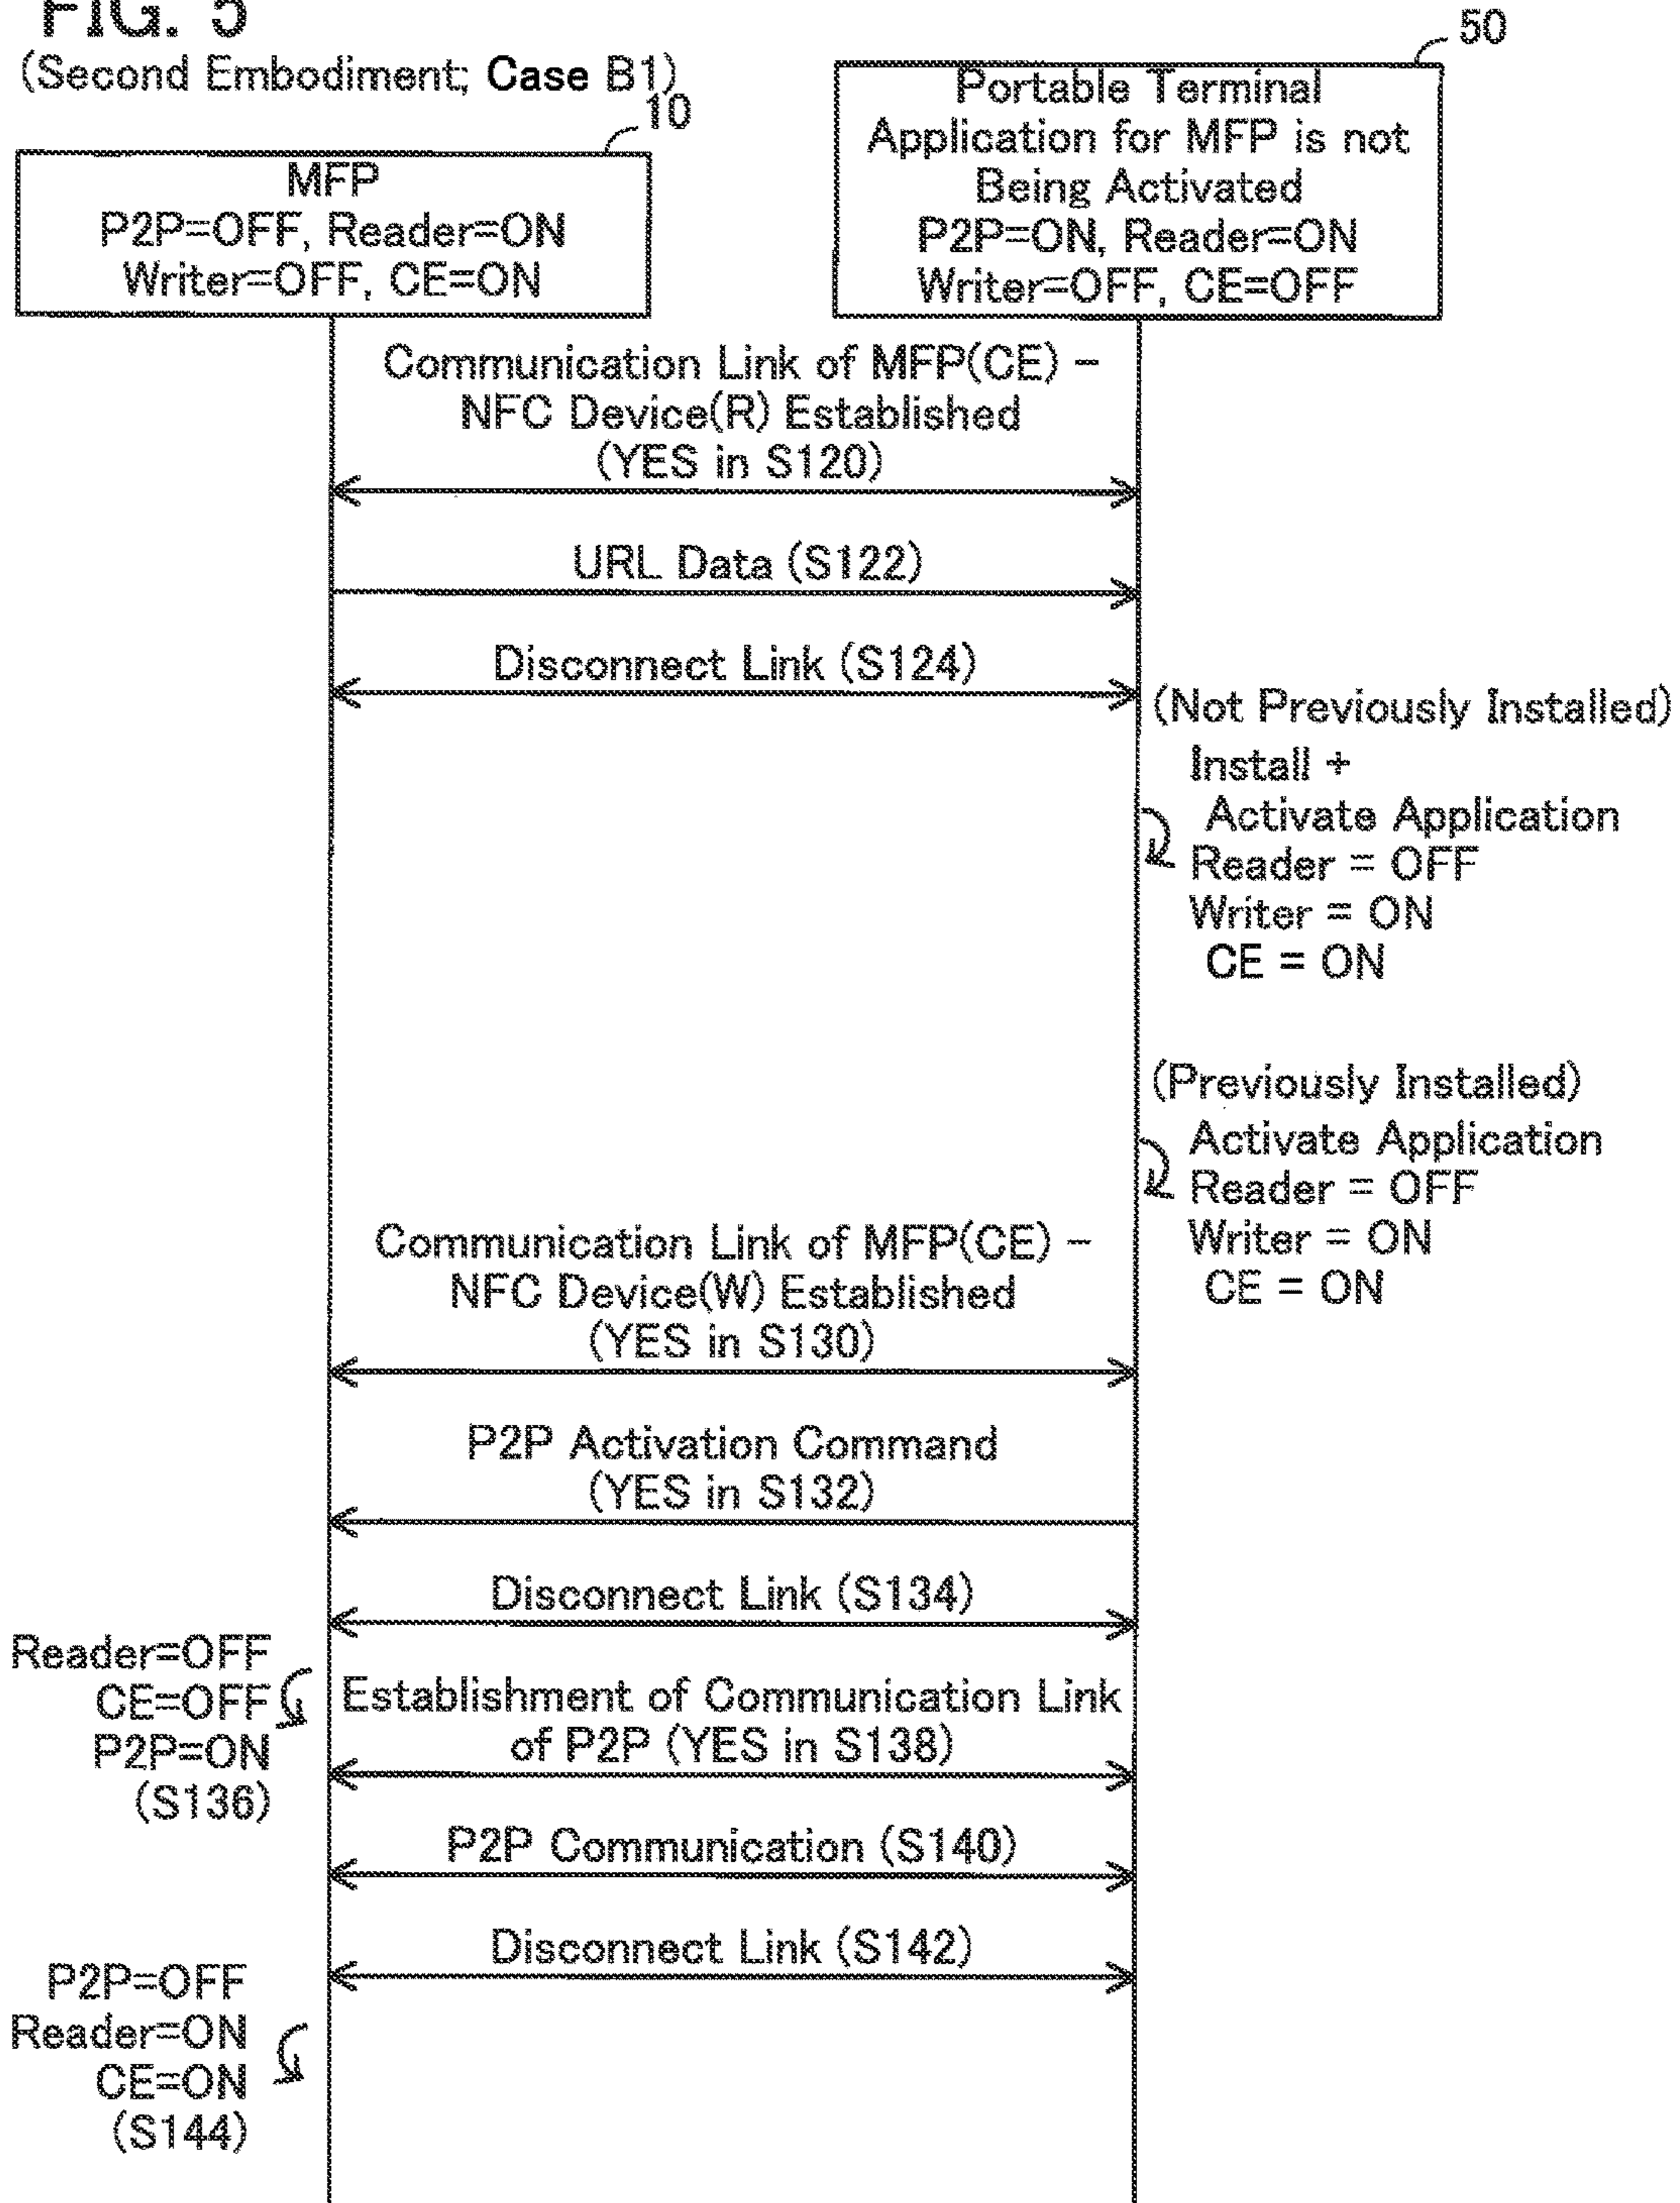 FIG. 5
(Second Embodiment; Case B1)
10
MFP
P2P=OFF, Reader=ON
Writer=OFF, CE=ON
50
Portable Terminal
Application for MFP is not
Being Activated
P2P=ON, Reader=ON
Writer=OFF, CE=OFF
Communication Link of MFP(CE) -
NFC Device(R) Established
(YES in S120)
URL Data (S122)
Disconnect Link (S124)
(Not Previously Installed)
Install +
Activate Application
Reader = OFF
Writer = ON
CE = ON
(Previously Installed)
Activate Application
Reader = OFF
Writer = ON
CE = ON
Communication Link of MFP(CE) -
NFC Device(W) Established
(YES in S130)
P2P Activation Command
(YES in S132)
Disconnect Link (S134)
Reader=OFF
CE=OFF
P2P=ON
(S136)
Establishment of Communication Link
of P2P (YES in S138)
P2P Communication (S140)
Disconnect Link (S142)
P2P=OFF
Reader=ON
CE=ON
(S144)